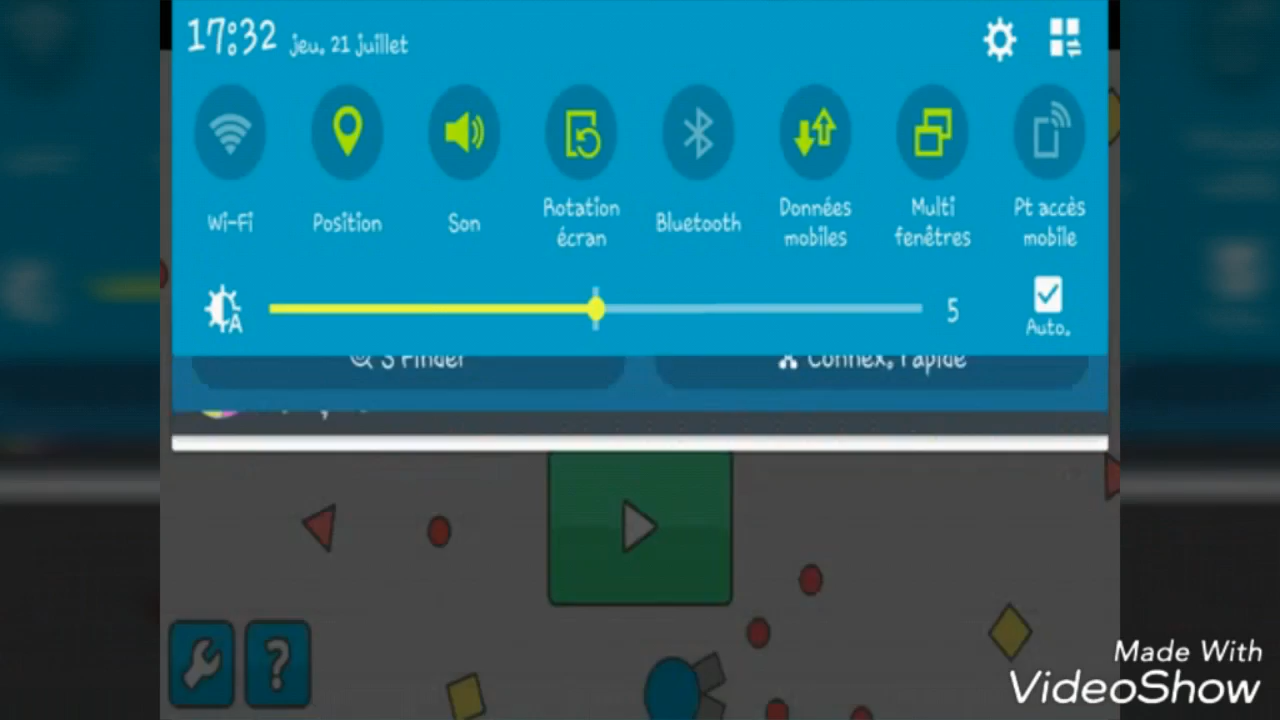 17:32 jeu. 21 juillet
Wi-Fi
Position
Son
Rotation
écran
Bluetooth
Données
mobiles
Multi
fenêtres
Pt accès
mobile
A
5
Auto.
S Finder
Connex. rapide
?
Made With
VideoShow